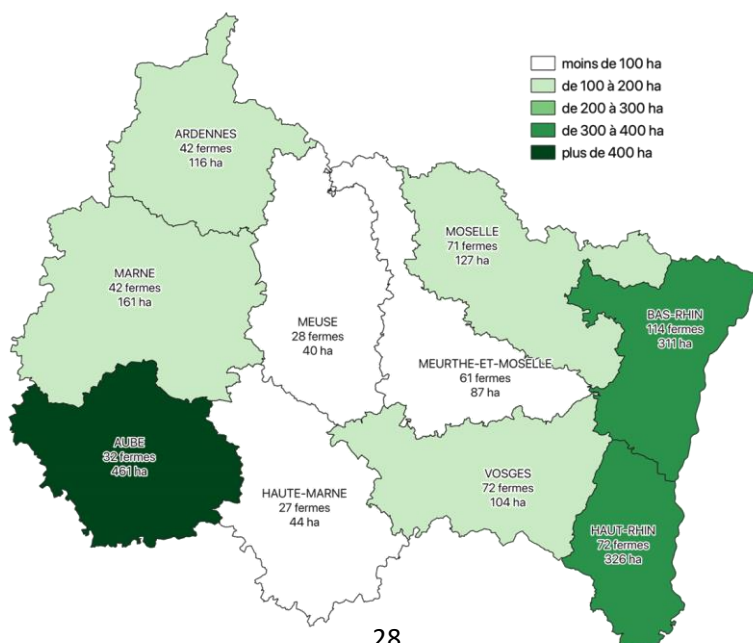 moins de 100 ha
de 100 à 200 ha
de 200 à 300 ha
de 300 à 400 ha
plus de 400 ha
ARDENNES
42 fermes
116 ha
MOSELLE
71 fermes
127 ha
MARNE
42 fermes
161 ha
MEUSE
28 fermes
40 ha
BAS-RHIN
114 fermes
311 ha
MEURTHE-ET-MOSELLE
61 fermes
87 ha
AUBE
32 fermes
461 ha
HAUTE-MARNE
27 fermes
44 ha
VOSGES
72 fermes
104 ha
HAUT-RHIN
72 fermes
326 ha
28